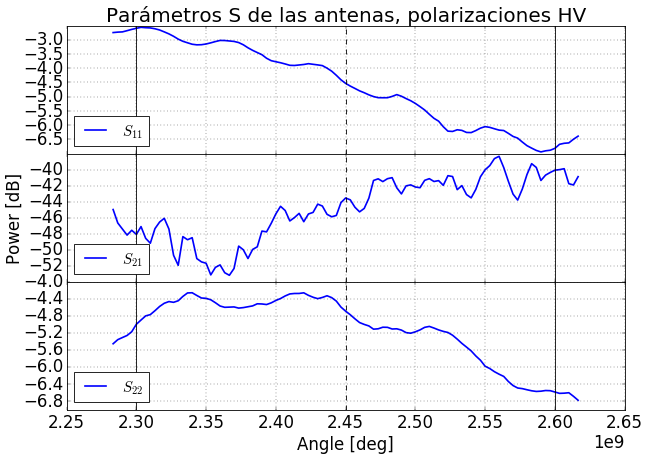 Parámetros S de las antenas, polarizaciones HV
−3.0
−3.5
−4.0
−4.5
−5.0
−5.5
−6.0
−6.5
S11
−40
−42
−44
−46
−48
−50
−52
S21
Power [dB]
−4.0
−4.4
−4.8
−5.2
−5.6
−6.0
−6.4
−6.8
S22
2.25 2.30 2.35 2.40 2.45 2.50 2.55 2.60 2.65
Angle [deg]
1e9